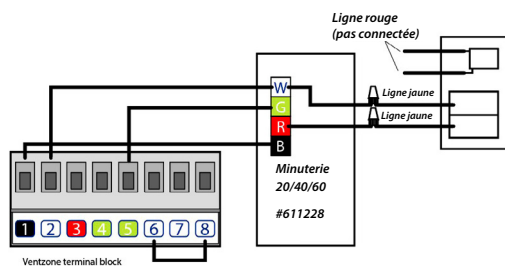 Ligne rouge
(pas connectée)
W
G
R
B
Ligne jaune
Ligne jaune
Minuterie
20/40/60
#611228
1 2 3 4 5 6 7 8
Ventzone terminal block